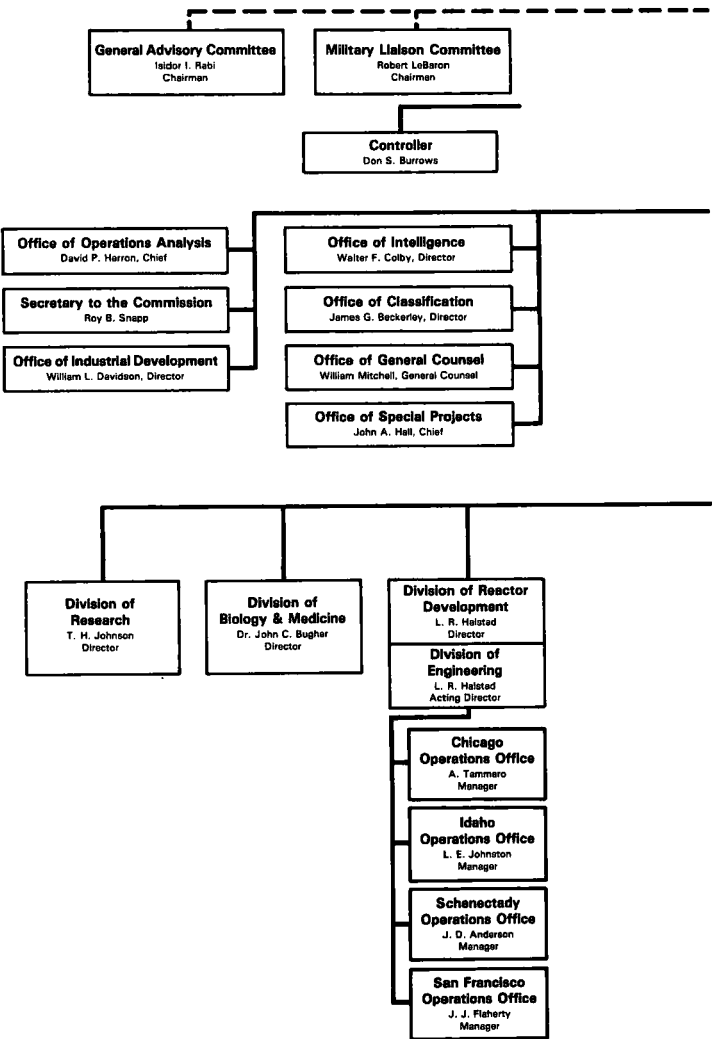 General Advisory Committee
Isidor I. Rabi
Chairman
Military Liaison Committee
Robert LeBaron
Chairman
Controller
Don S. Burrows
Office of Operations Analysis
David P. Herron, Chief
Secretary to the Commission
Roy B. Snapp
Office of Industrial Development
William L. Davidson, Director
Office of Intelligence
Walter F. Colby, Director
Office of Classification
James G. Beckerley, Director
Office of General Counsel
William Mitchell, General Counsel
Office of Special Projects
John A. Hall, Chief
Division of
Research
T. H. Johnson
Director
Division of
Biology & Medicine
Dr. John C. Bugher
Director
Division of Reactor
Development
L. R. Hafstad
Director
Division of
Engineering
L. R. Hafstad
Acting Director
Chicago
Operations Office
A. Tammaro
Manager
Idaho
Operations Office
L. E. Johnston
Manager
Schenectady
Operations Office
J. D. Anderson
Manager
San Francisco
Operations Office
J. J. Flaherty
Manager